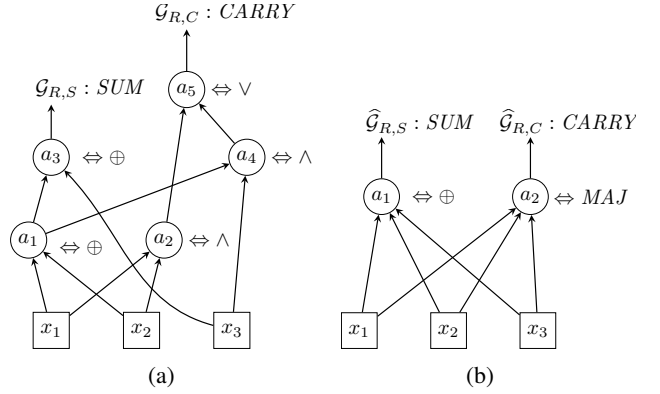 𝒢_{R,C} : CARRY
a_5 ⇔ ∨
𝒢_{R,S} : SUM
a_3 ⇔ ⊕
a_4 ⇔ ∧
a_1 ⇔ ⊕
a_2 ⇔ ∧
x_1 x_2 x_3
(a)
𝒢̂_{R,S} : SUM
𝒢̂_{R,C} : CARRY
a_1 ⇔ ⊕
a_2 ⇔ MAJ
x_1 x_2 x_3
(b)